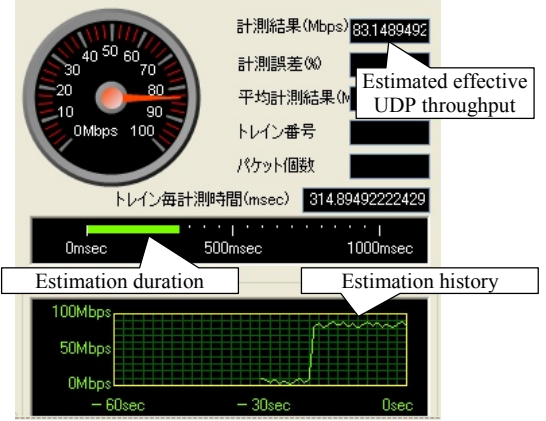 計測結果(Mbps) 83.1489492
40 50 60
30 70
20 80
10 90
0Mbps 100
計測誤差(%)
Estimated effective
UDP throughput
平均計測結果(M
トレイン番号
パケット個数
トレイン毎計測時間(msec) 314.89492222429
0msec 500msec 1000msec
Estimation duration
Estimation history
100Mbps
50Mbps
0Mbps
-60sec -30sec 0sec